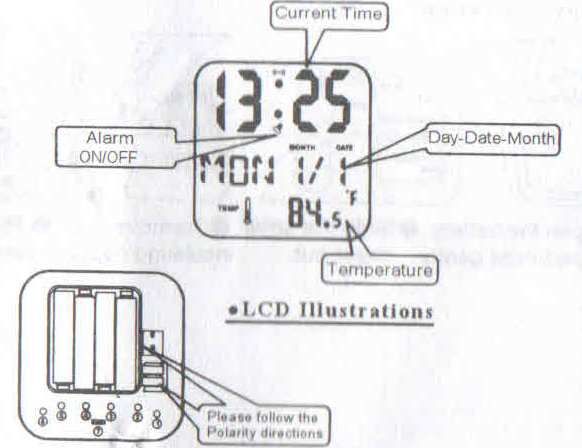 Current Time
13:25
Alarm
ON/OFF
Day-Date-Month
MONTH DATE
MON 1/1
TEMP 84.5 °F
Temperature
•LCD Illustrations
Please follow the
Polarity directions